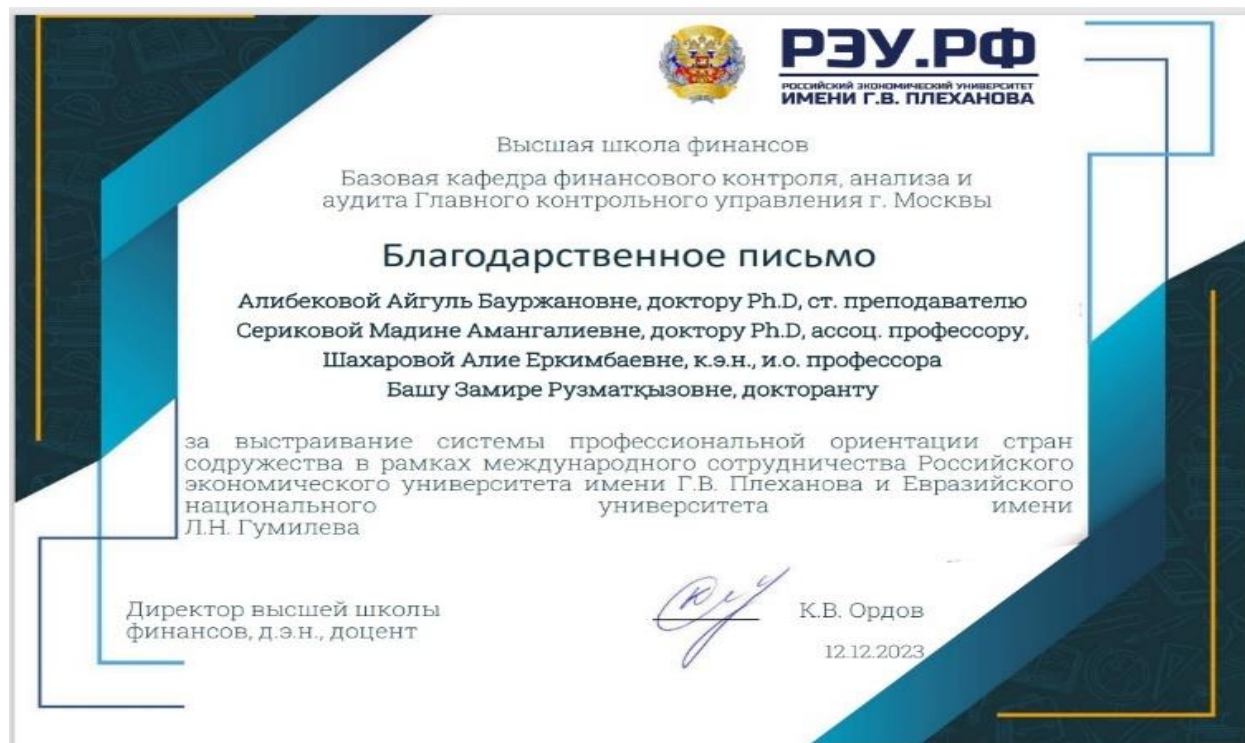 РЭУ.РФ
РОССИЙСКИЙ ЭКОНОМИЧЕСКИЙ УНИВЕРСИТЕТ
ИМЕНИ Г.В. ПЛЕХАНОВА
Высшая школа финансов
Базовая кафедра финансового контроля, анализа и
аудита Главного контрольного управления г. Москвы
Благодарственное письмо
Алибековой Айгуль Бауржановне, доктору Ph.D, ст. преподавателю
Сериковой Мадине Амангалиевне, доктору Ph.D, ассоц. профессору,
Шахаровой Алие Еркимбаевне, к.э.н., и.о. профессора
Башу Замире Рузматқызовне, докторанту
за выстраивание системы профессиональной ориентации стран
содружества в рамках международного сотрудничества Российского
экономического университета имени Г.В. Плеханова и Евразийского
национального университета имени
Л.Н. Гумилева
Директор высшей школы
финансов, д.э.н., доцент
К.В. Ордов
12.12.2023